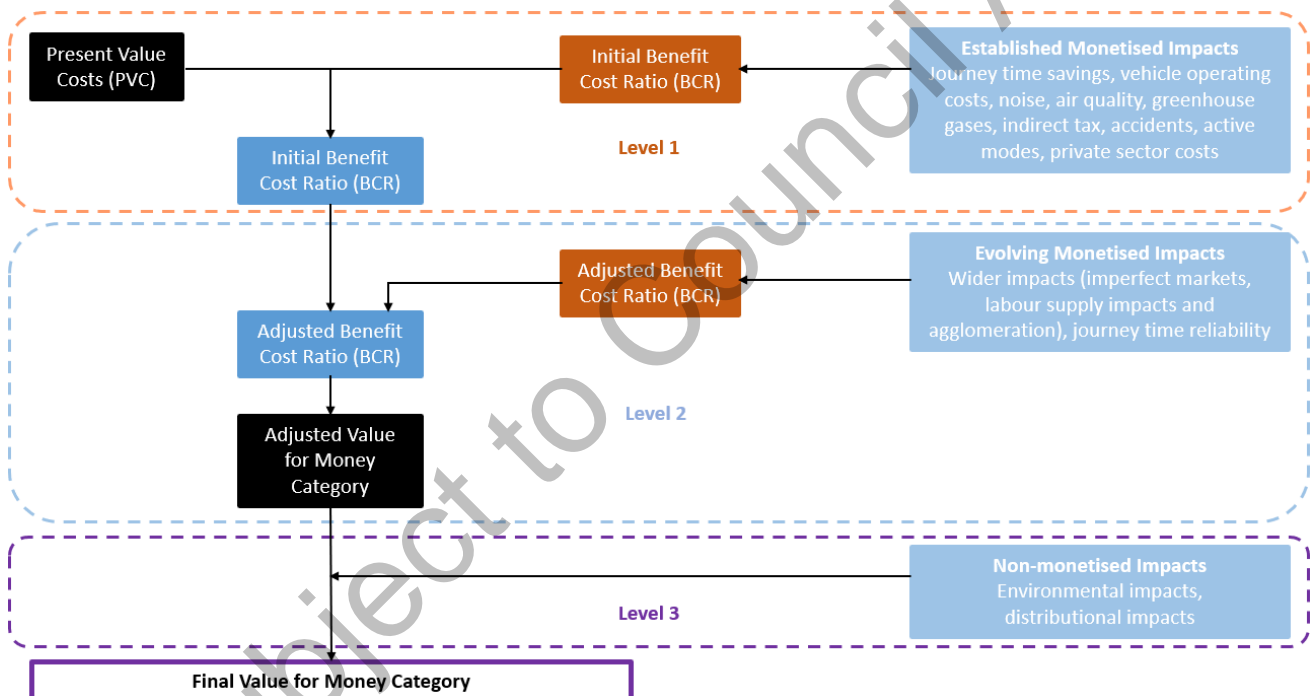 Present Value
Costs (PVC)
Initial Benefit
Cost Ratio (BCR)
Established Monetised Impacts
Journey time savings, vehicle operating
costs, noise, air quality, greenhouse
gases, indirect tax, accidents, active
modes, private sector costs
Level 1
Initial Benefit
Cost Ratio (BCR)
Evolving Monetised Impacts
Wider impacts (imperfect markets,
labour supply impacts and
agglomeration), journey time reliability
Adjusted Benefit
Cost Ratio (BCR)
Adjusted Benefit
Cost Ratio (BCR)
Level 2
Adjusted Value
for Money
Category
Non-monetised Impacts
Environmental impacts,
distributional impacts
Level 3
Final Value for Money Category
to Council